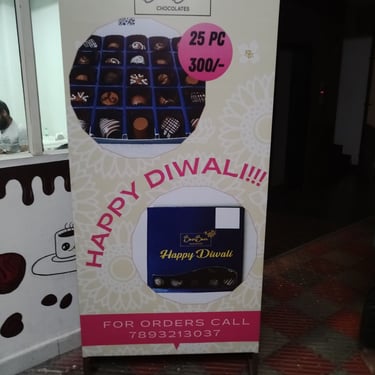 CHOCOLATES
25 PC
300/-
HAPPY DIWALI!!!
Happy Diwali
FOR ORDERS CALL
7893213037